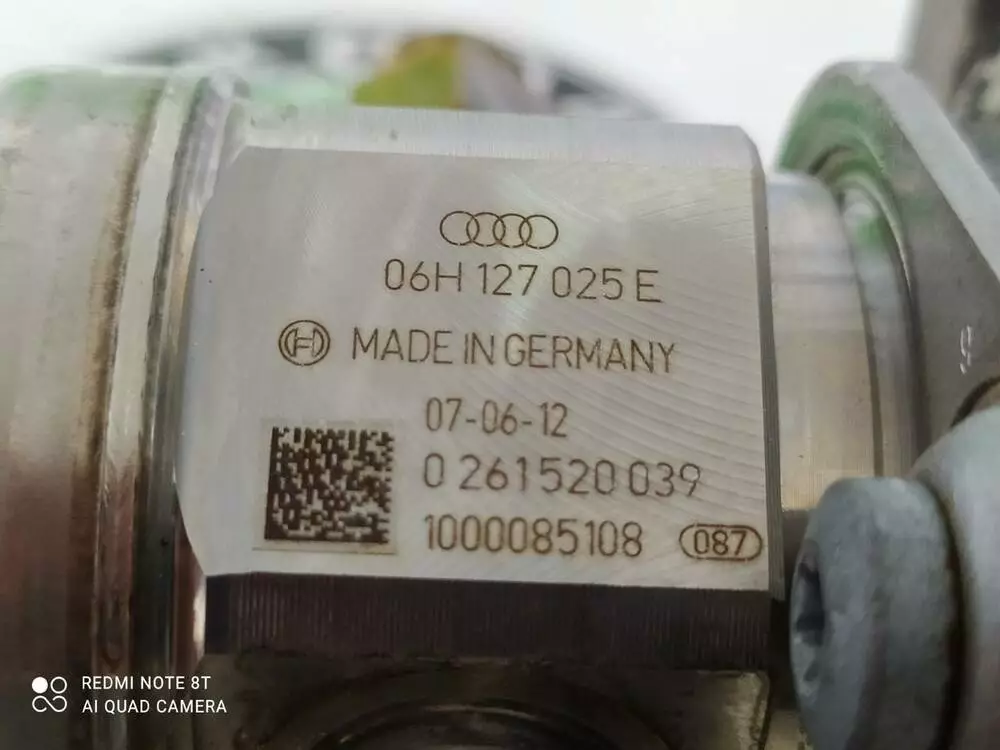 06H 127 025 E
MADE IN GERMANY
07-06-12
0 261 520 039
1000085108 087
REDMI NOTE 8T
AI QUAD CAMERA